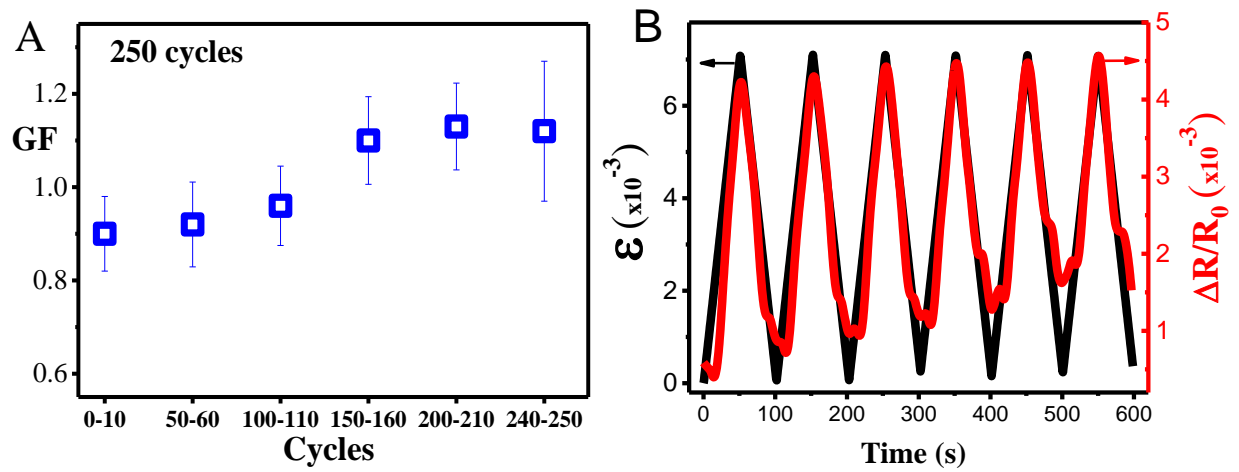 A
250 cycles
GF
1.2
1.0
0.8
0.6
0-10 50-60 100-110 150-160 200-210 240-250
Cycles
B
ε (x10⁻³)
6
4
2
0
0 100 200 300 400 500 600
Time (s)
5
4
3
2
1
ΔR/R₀ (x10⁻³)